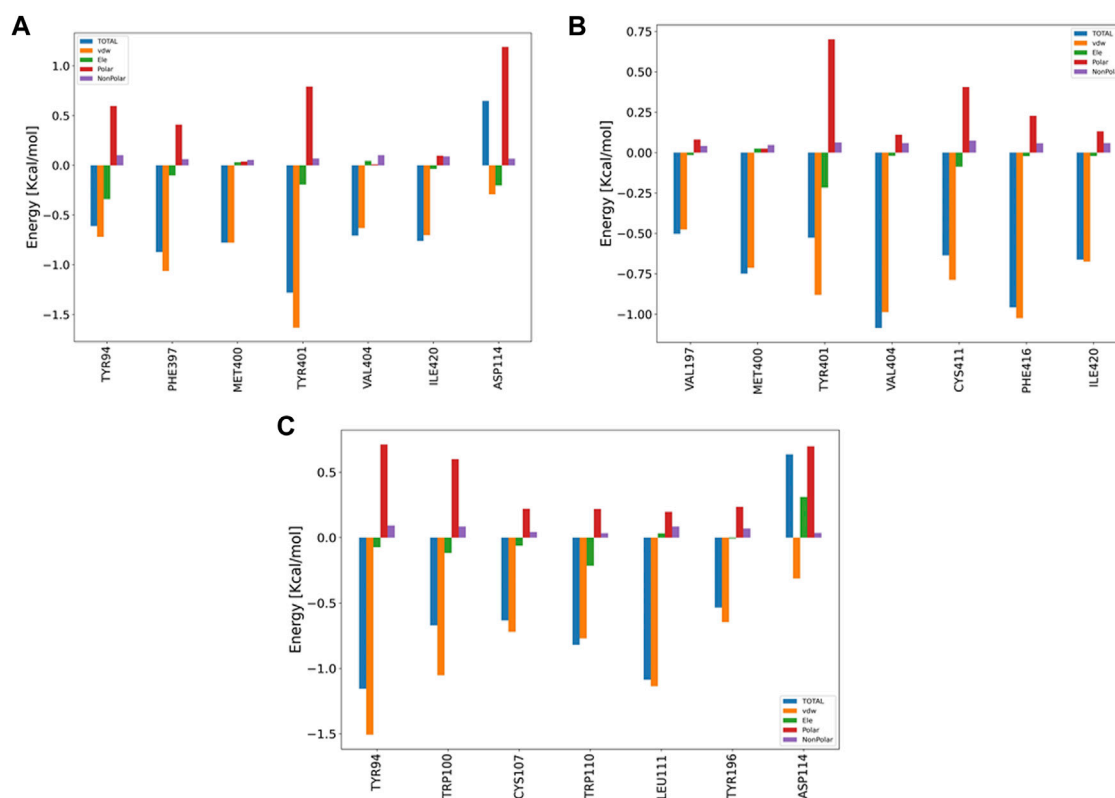 A
TOTAL
vdw
Ele
Polar
NonPolar
Energy [Kcal/mol]
1.0
0.5
0.0
−0.5
−1.0
−1.5
TYR94
PHE397
MET400
TYR401
VAL404
ILE420
ASP114
B
TOTAL
vdw
Ele
Polar
NonPolar
Energy [Kcal/mol]
0.75
0.50
0.25
0.00
−0.25
−0.50
−0.75
−1.00
VAL197
MET400
TYR401
VAL404
CYS411
PHE416
ILE420
C
Energy [Kcal/mol]
0.5
0.0
−0.5
−1.0
−1.5
TOTAL
vdw
Ele
Polar
NonPolar
TYR94
TRP100
CYS107
TRP110
LEU111
TYR196
ASP114